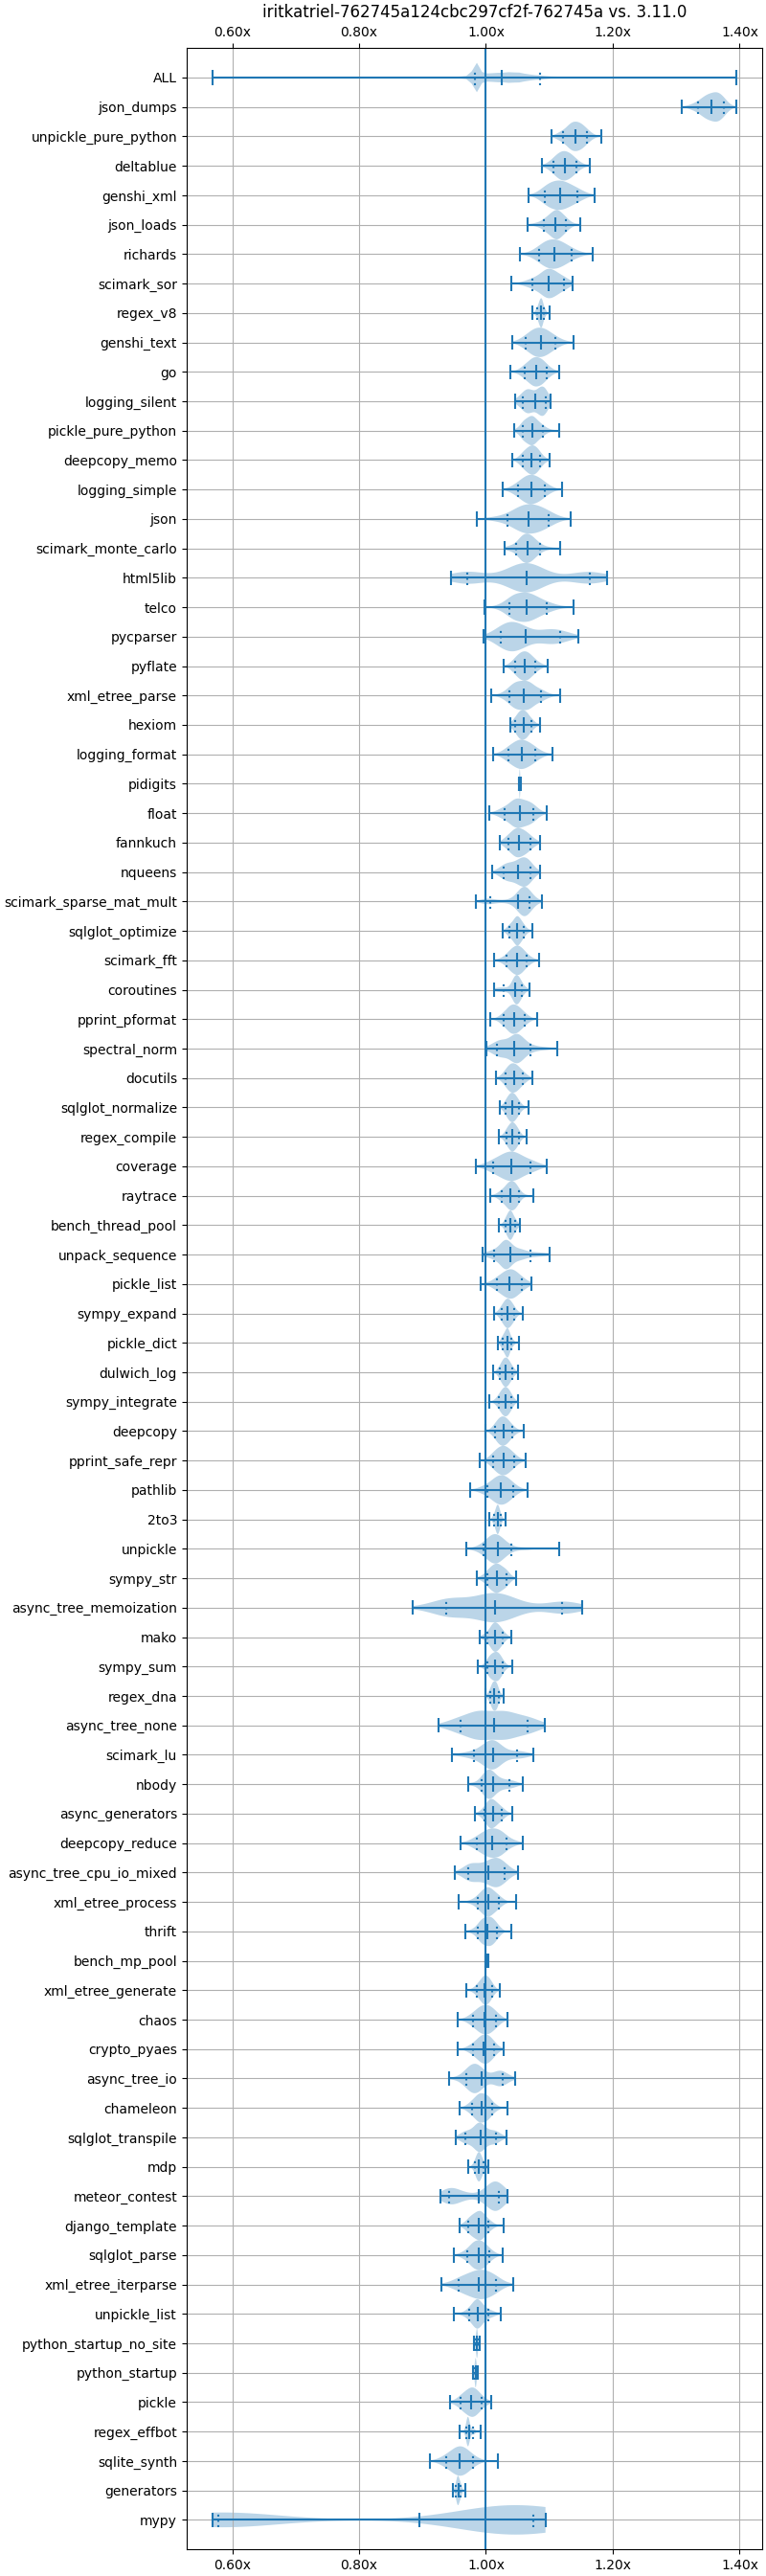 iritkatriel-762745a124cbc297cf2f-762745a vs. 3.11.0
0.60x 0.80x 1.00x 1.20x 1.40x
ALL
json_dumps
unpickle_pure_python
deltablue
genshi_xml
json_loads
richards
scimark_sor
regex_v8
genshi_text
go
logging_silent
pickle_pure_python
deepcopy_memo
logging_simple
json
scimark_monte_carlo
html5lib
telco
pycparser
pyflate
xml_etree_parse
hexiom
logging_format
pidigits
float
fannkuch
nqueens
scimark_sparse_mat_mult
sqlglot_optimize
scimark_fft
coroutines
pprint_pformat
spectral_norm
docutils
sqlglot_normalize
regex_compile
coverage
raytrace
bench_thread_pool
unpack_sequence
pickle_list
sympy_expand
pickle_dict
dulwich_log
sympy_integrate
deepcopy
pprint_safe_repr
pathlib
2to3
unpickle
sympy_str
async_tree_memoization
mako
sympy_sum
regex_dna
async_tree_none
scimark_lu
nbody
async_generators
deepcopy_reduce
async_tree_cpu_io_mixed
xml_etree_process
thrift
bench_mp_pool
xml_etree_generate
chaos
crypto_pyaes
async_tree_io
chameleon
sqlglot_transpile
mdp
meteor_contest
django_template
sqlglot_parse
xml_etree_iterparse
unpickle_list
python_startup_no_site
python_startup
pickle
regex_effbot
sqlite_synth
generators
mypy
0.60x 0.80x 1.00x 1.20x 1.40x